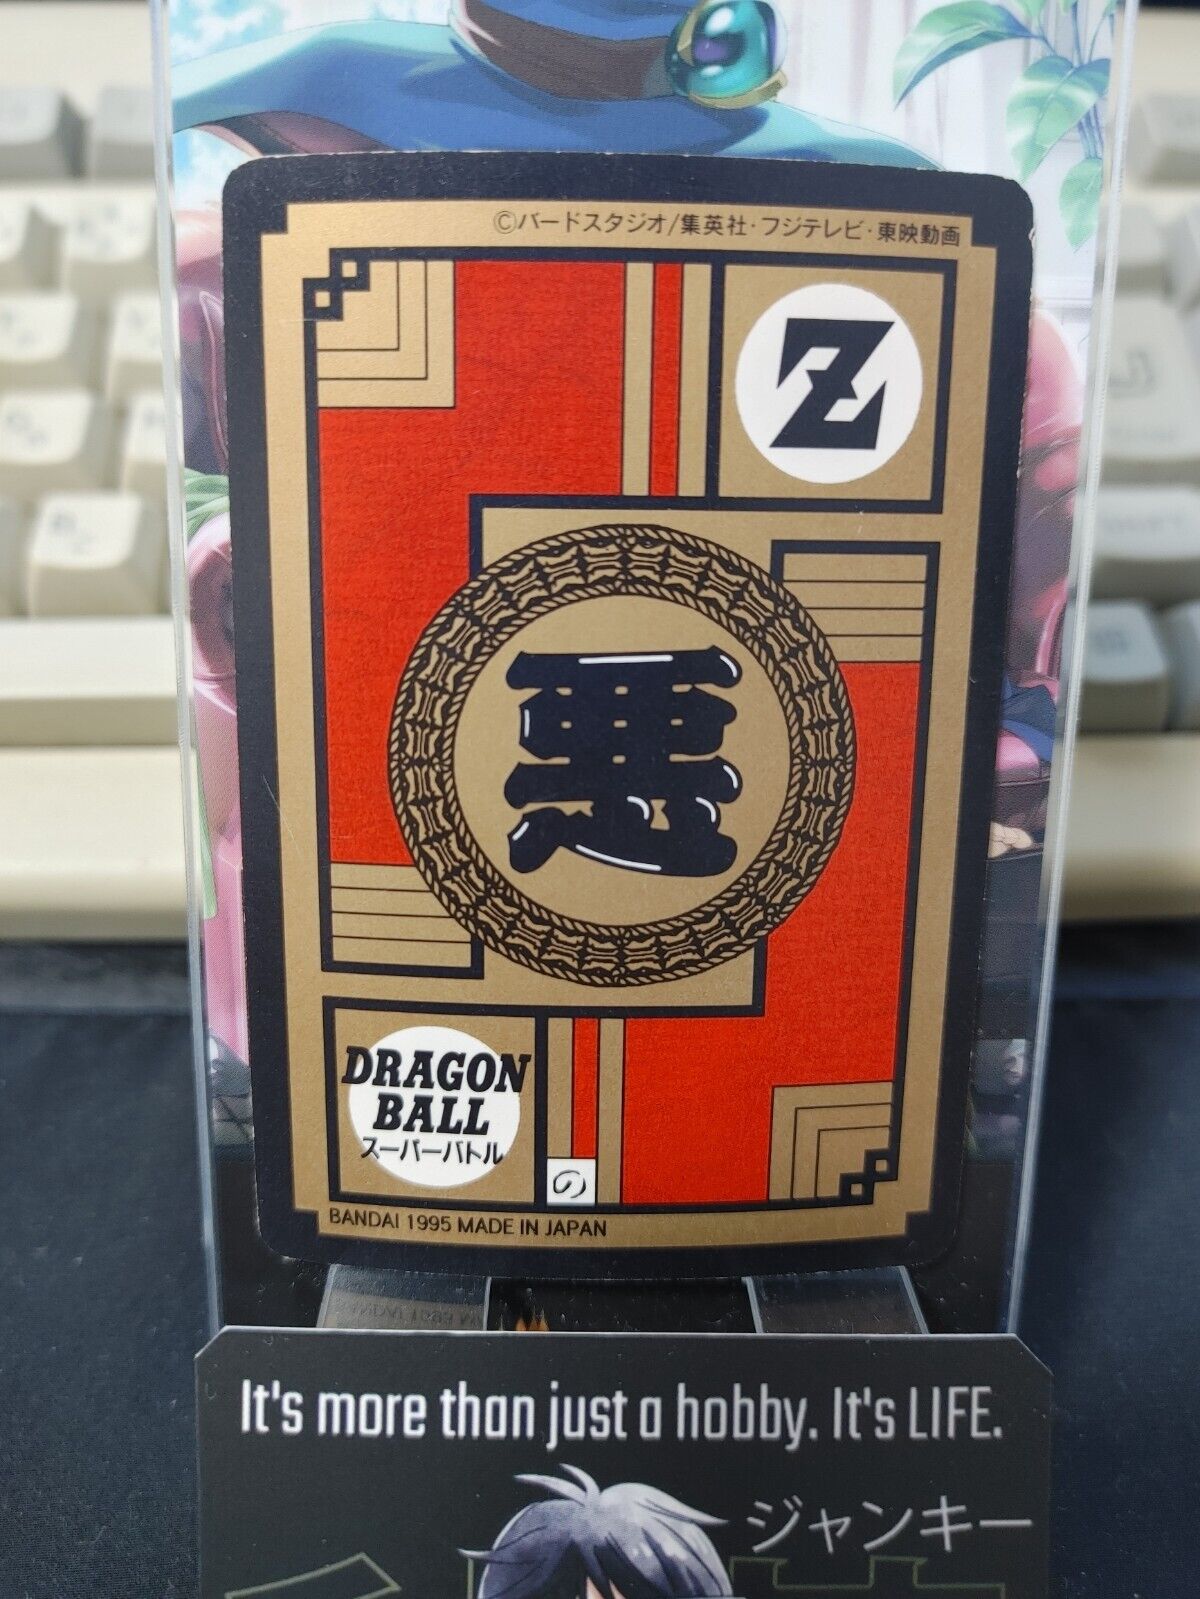 ©バードスタジオ/集英社・フジテレビ・東映動画
Z
悪
DRAGON
BALL
スーパーバトル
の
BANDAI 1995 MADE IN JAPAN
It's more than just a hobby. It's LIFE.
ジャンキー